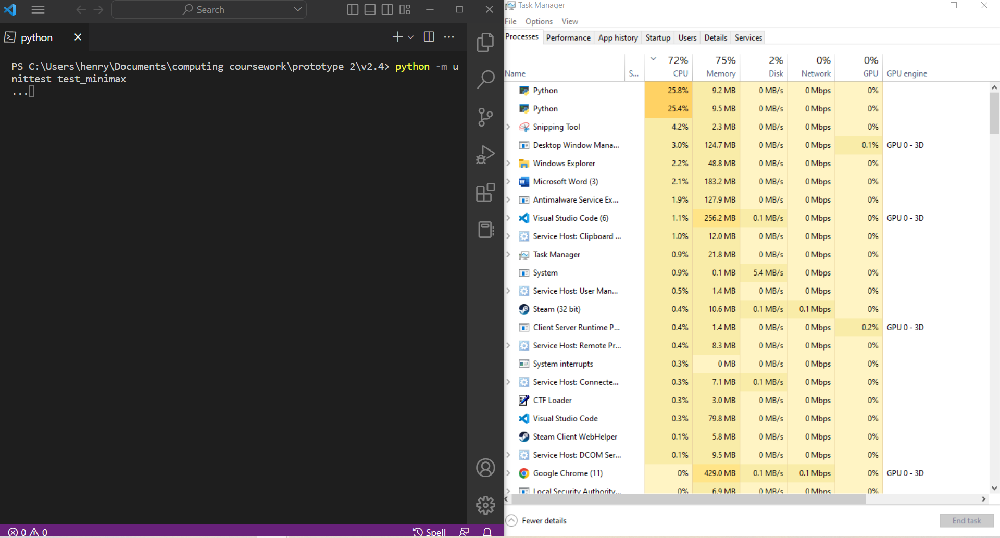 Search
python
PS C:\Users\henry\Documents\computing coursework\prototype 2\v2.4> python -m u
nittest test_minimax
...
0 0
Spell
Task Manager
File Options View
Processes Performance App history Startup Users Details Services
72% 75% 2% 0% 0%
Name S... CPU Memory Disk Network GPU GPU engine
Python 25.8% 9.2 MB 0 MB/s 0 Mbps 0%
Python 25.4% 9.5 MB 0 MB/s 0 Mbps 0%
Snipping Tool 4.2% 2.3 MB 0 MB/s 0 Mbps 0%
Desktop Window Mana... 3.0% 124.7 MB 0 MB/s 0 Mbps 0.1% GPU 0 - 3D
Windows Explorer 2.2% 48.8 MB 0 MB/s 0 Mbps 0%
Microsoft Word (3) 2.1% 183.2 MB 0 MB/s 0 Mbps 0%
Antimalware Service Ex... 1.9% 127.9 MB 0 MB/s 0 Mbps 0%
Visual Studio Code (6) 1.1% 256.2 MB 0.1 MB/s 0 Mbps 0% GPU 0 - 3D
Service Host: Clipboard ... 1.0% 12.0 MB 0 MB/s 0 Mbps 0%
Task Manager 0.9% 21.8 MB 0 MB/s 0 Mbps 0%
System 0.9% 0.1 MB 5.4 MB/s 0 Mbps 0%
Service Host: User Man... 0.5% 1.4 MB 0 MB/s 0 Mbps 0%
Steam (32 bit) 0.4% 10.6 MB 0.1 MB/s 0.1 Mbps 0%
Client Server Runtime P... 0.4% 1.4 MB 0 MB/s 0 Mbps 0.2% GPU 0 - 3D
Service Host: Remote Pr... 0.4% 8.3 MB 0 MB/s 0 Mbps 0%
System interrupts 0.3% 0 MB 0 MB/s 0 Mbps 0%
Service Host: Connecte... 0.3% 7.1 MB 0.1 MB/s 0 Mbps 0%
CTF Loader 0.3% 3.0 MB 0 MB/s 0 Mbps 0%
Visual Studio Code 0.3% 79.8 MB 0 MB/s 0 Mbps 0%
Steam Client WebHelper 0.1% 5.8 MB 0 MB/s 0 Mbps 0%
Service Host: DCOM Ser... 0.1% 9.5 MB 0 MB/s 0 Mbps 0%
Google Chrome (11) 0% 429.0 MB 0.1 MB/s 0.1 Mbps 0% GPU 0 - 3D
Local Security Authority... 0% 6.9 MB 0 MB/s 0 Mbps 0%
Fewer details
End task